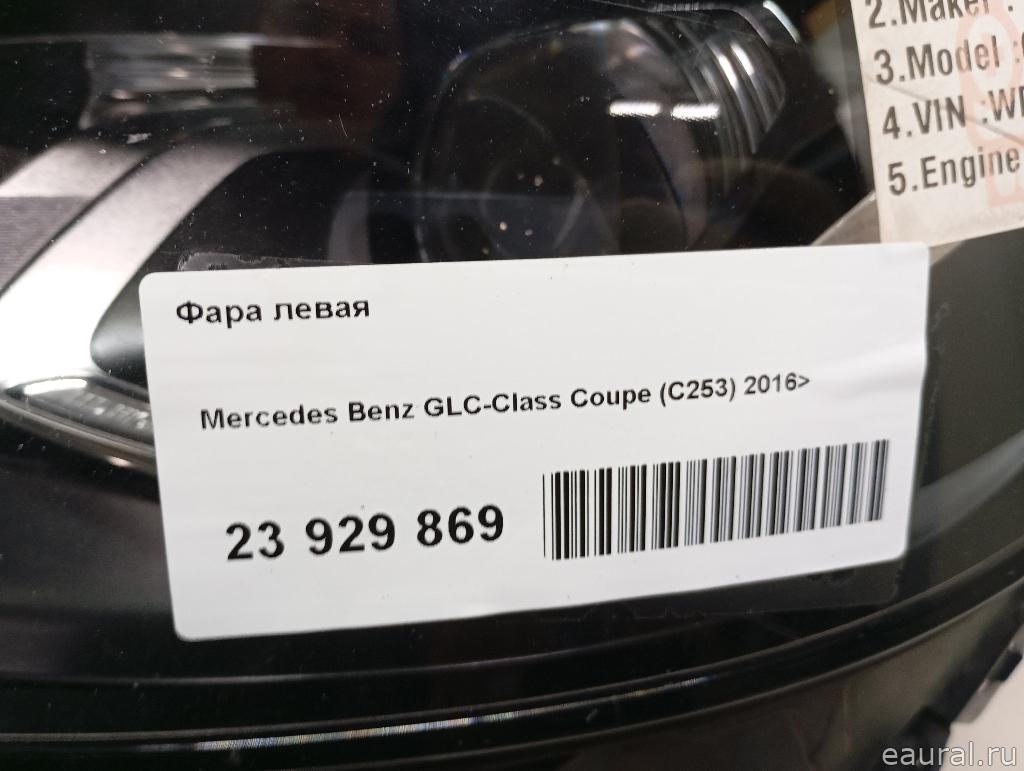 2.Maker :
3.Model :
4.VIN :W
5.Engine
Фара левая
Mercedes Benz GLC-Class Coupe (C253) 2016>
23 929 869
eaural.ru